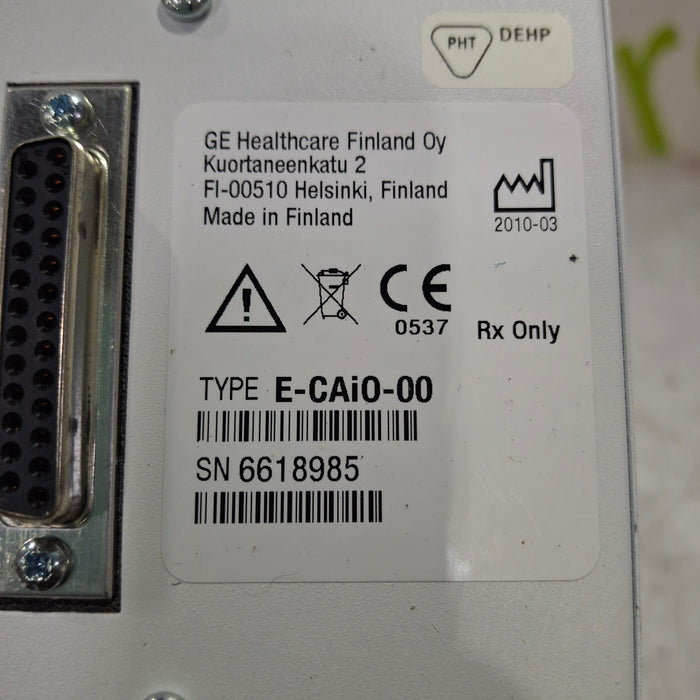 PHT DEHP
GE Healthcare Finland Oy
Kuortaneenkatu 2
FI-00510 Helsinki, Finland
Made in Finland
2010-03
CE
0537
Rx Only
TYPE E-CAiO-00
SN 6618985